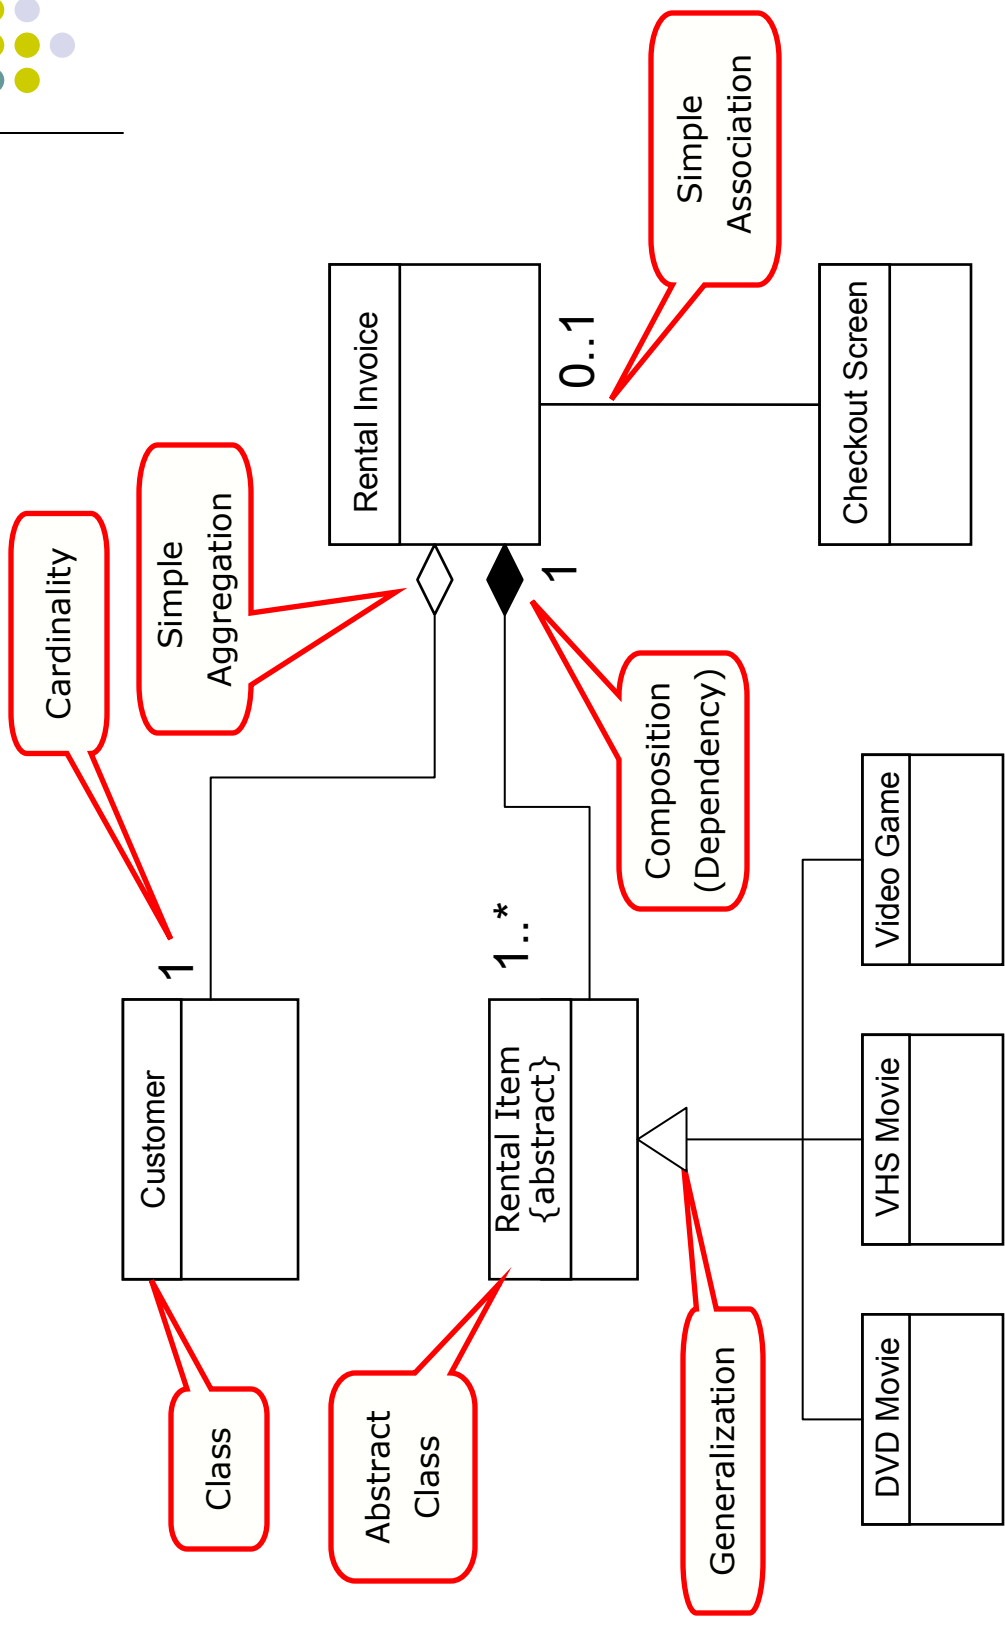 Class
Customer
1
Cardinality
Simple
Aggregation
Abstract
Class
Rental Item
{abstract}
1..*
1
Rental Invoice
Composition
(Dependency)
0..1
Simple
Association
Checkout Screen
Generalization
DVD Movie
VHS Movie
Video Game